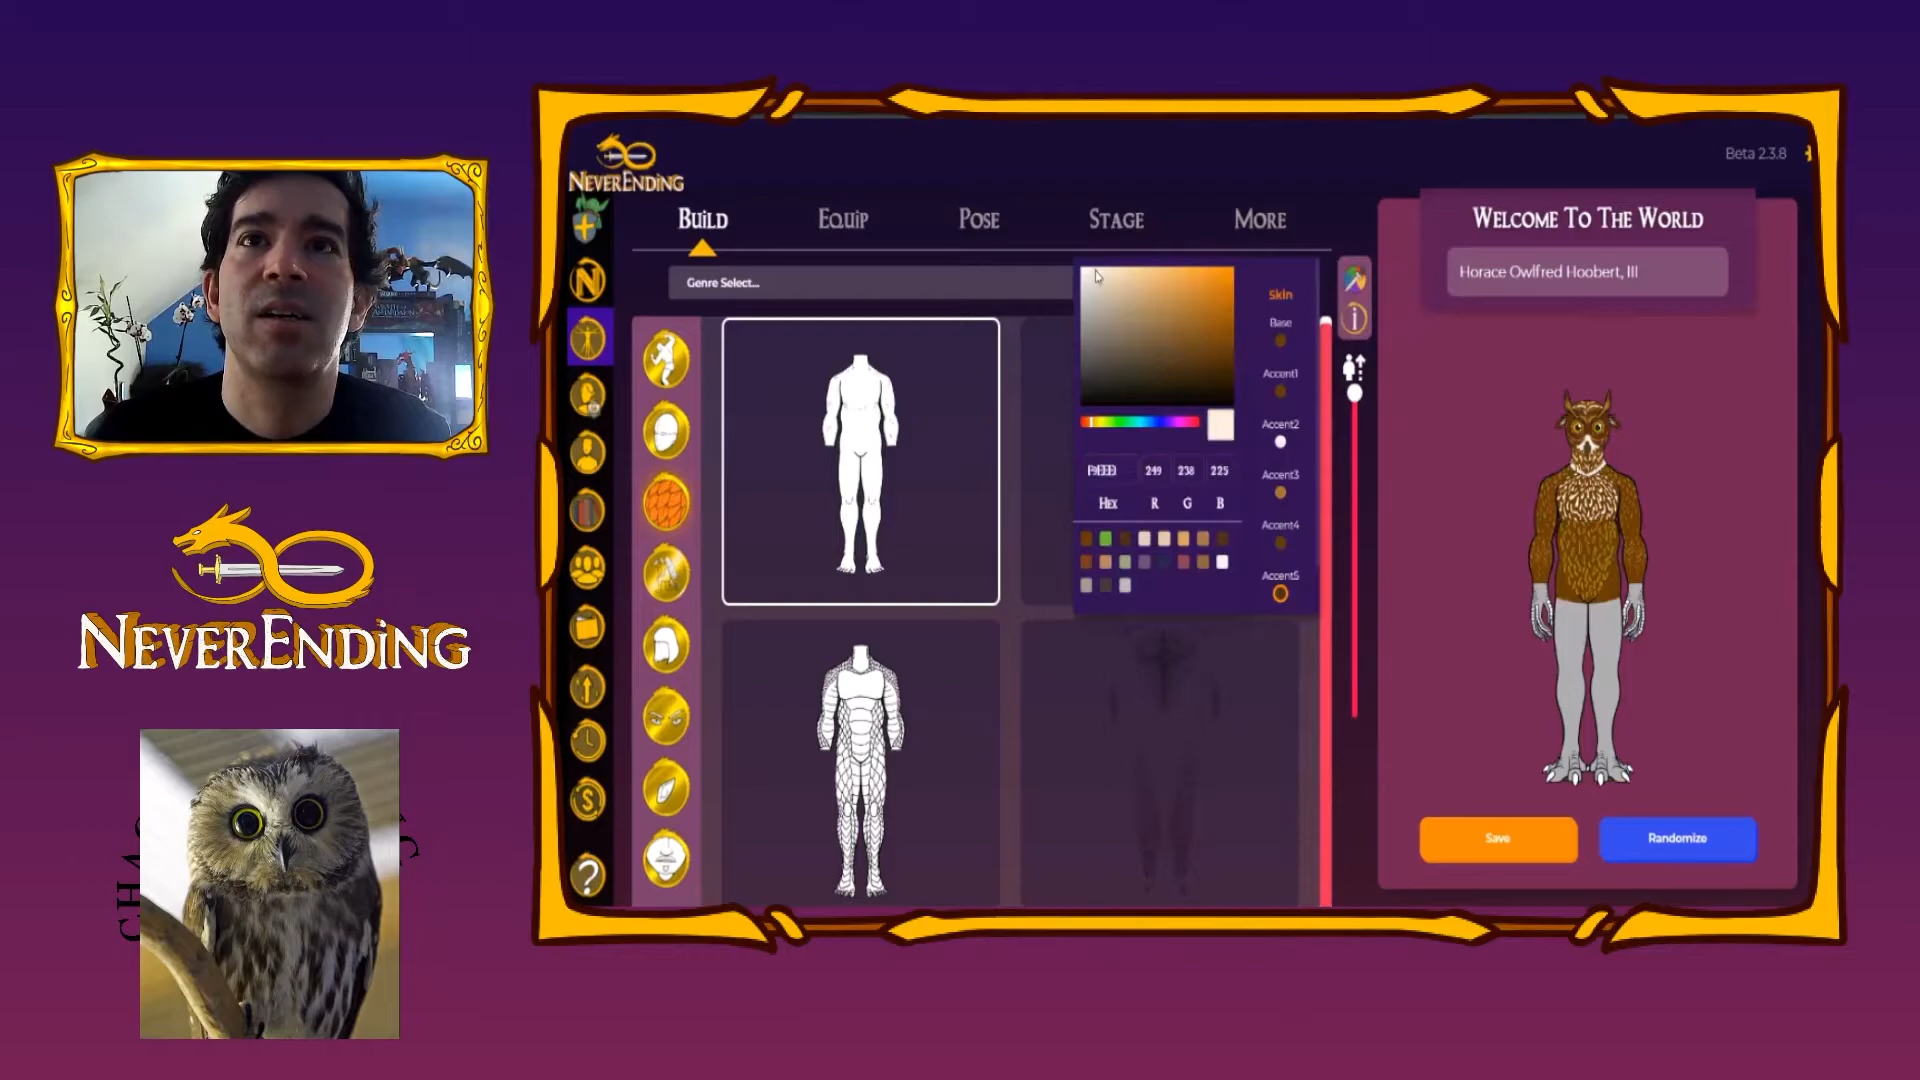 NEVERENDING
Beta 2.3.8
BUILD
EQUIP
POSE
STAGE
MORE
WELCOME TO THE WORLD
Horace Owlfred Hoobert, III
Genre Select...
Skin
Base
Accent1
Accent2
Accent3
Accent4
Accent5
249 238 225
HEX R G B
N
i
$
?
Save
Randomize
NEVERENDING
CHA